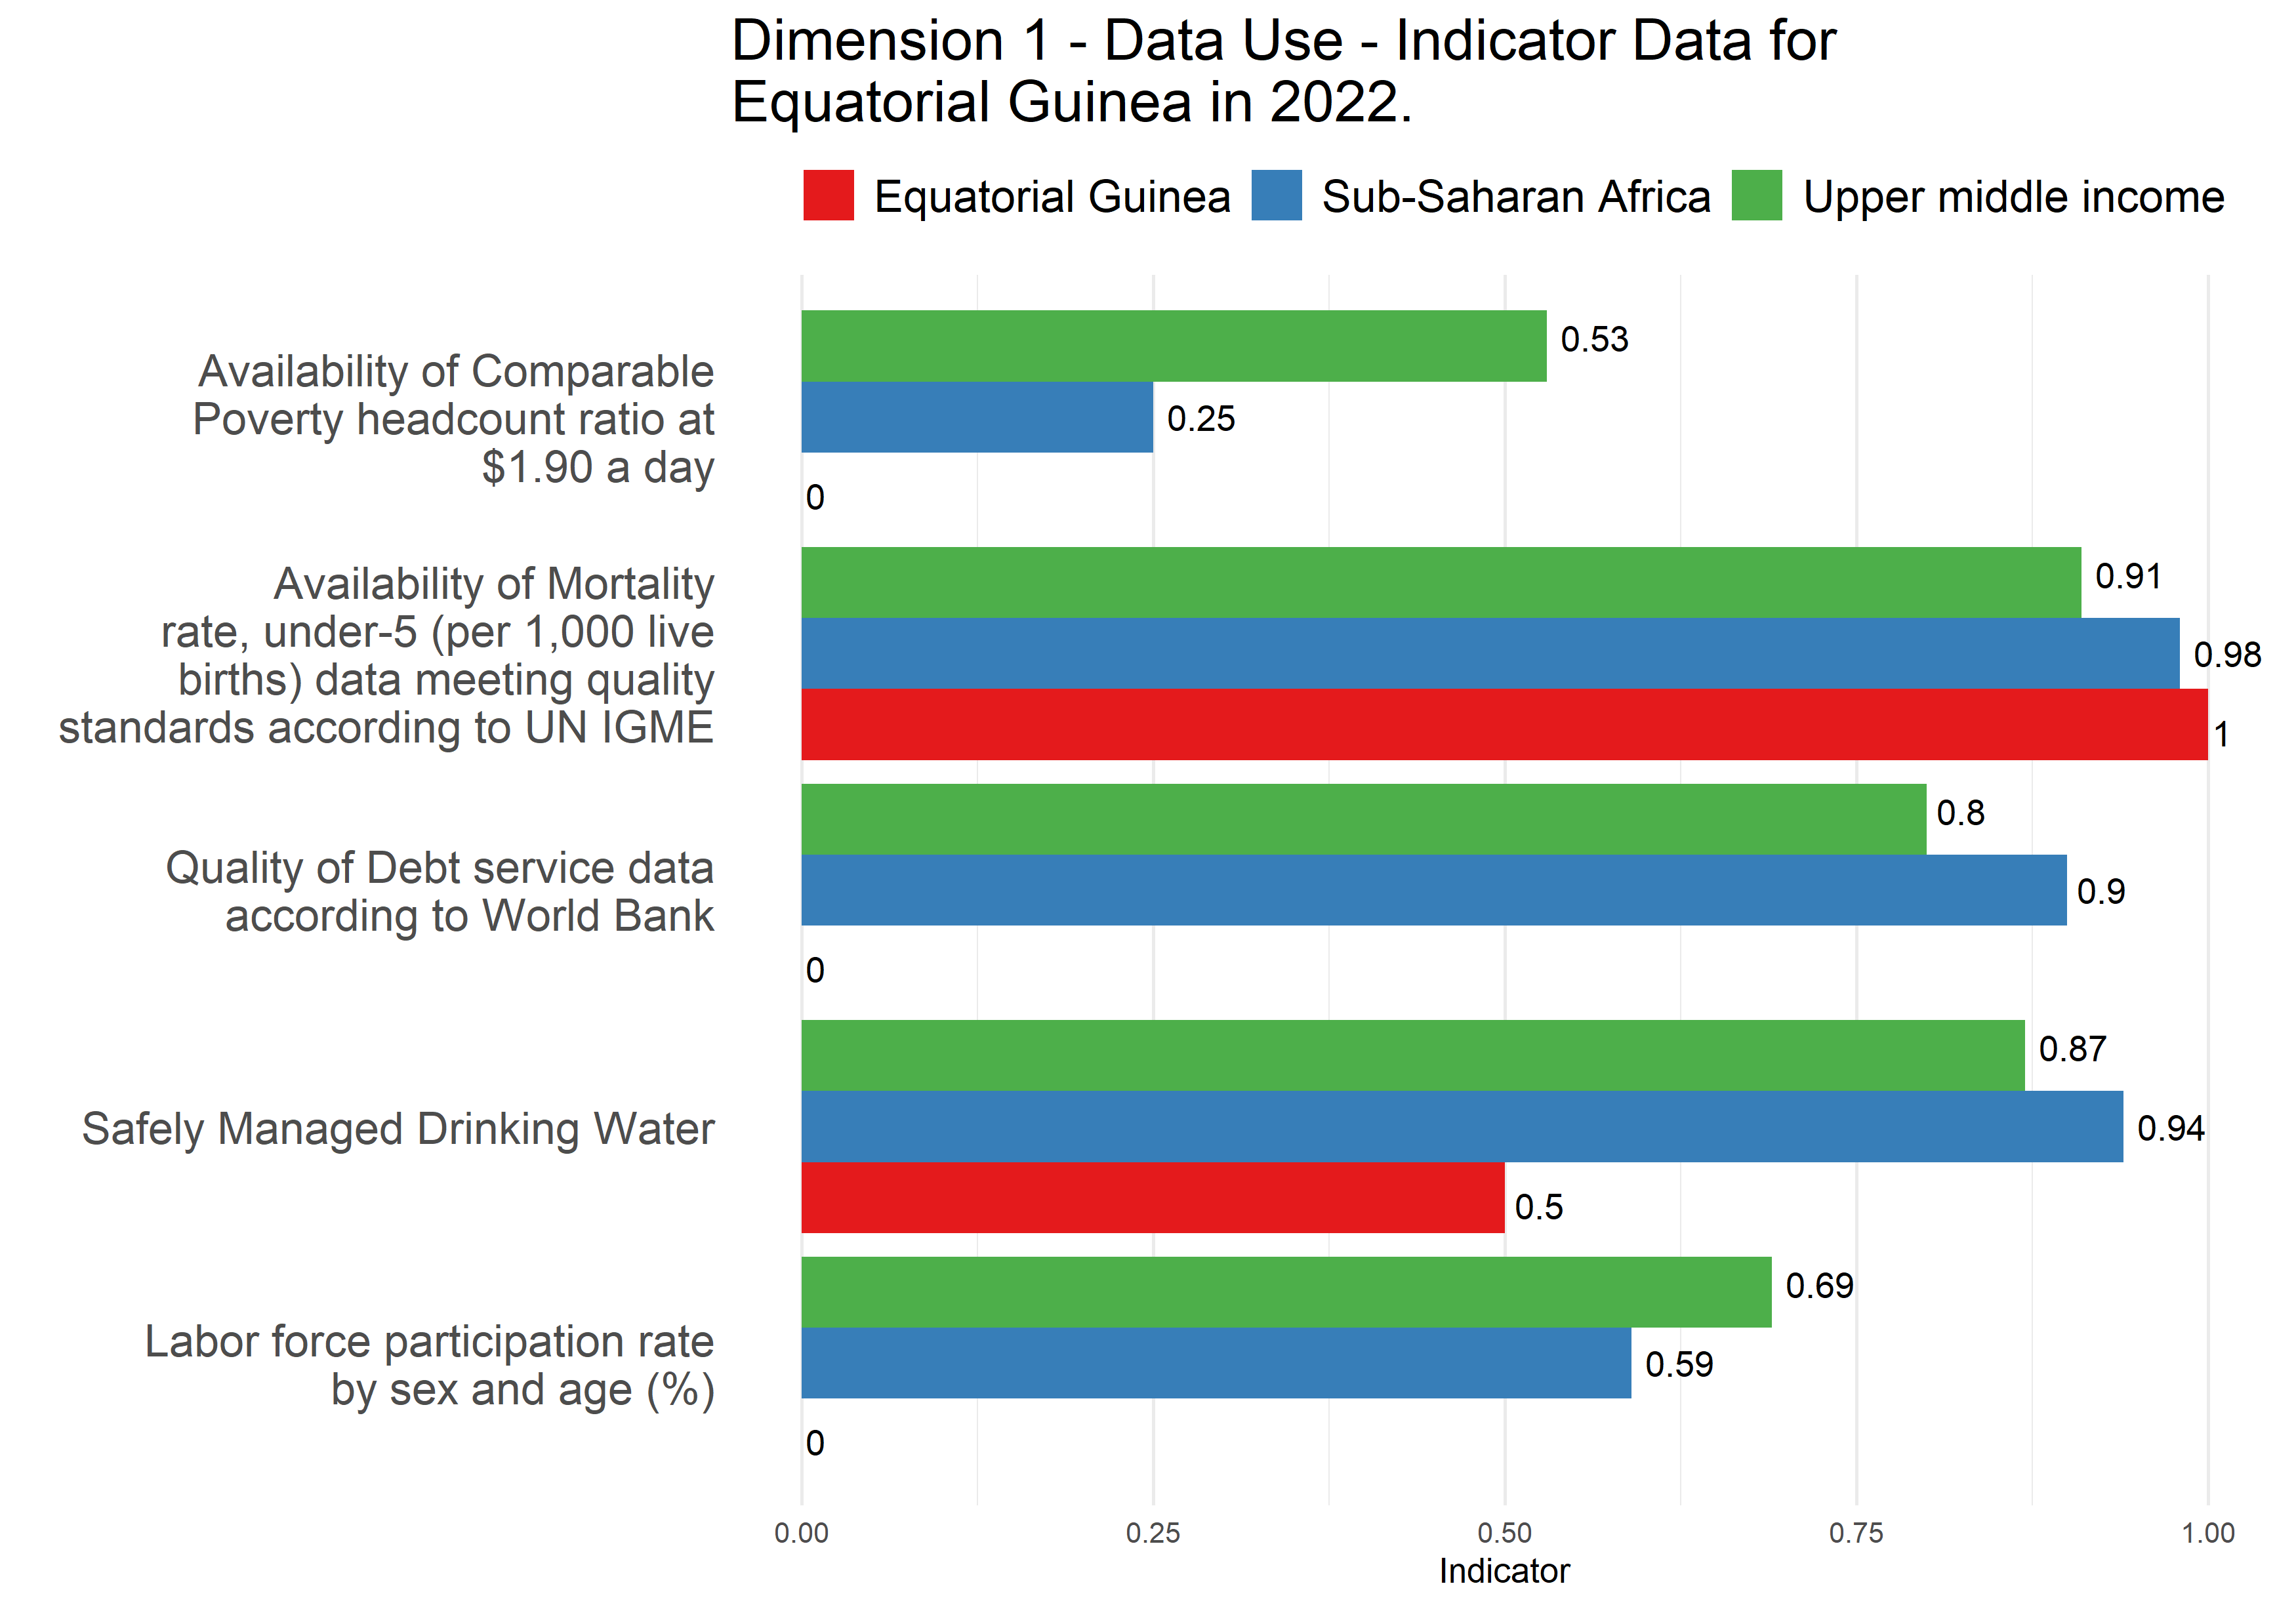 Dimension 1 - Data Use - Indicator Data for
Equatorial Guinea in 2022.
Equatorial Guinea Sub-Saharan Africa Upper middle income
Availability of Comparable
Poverty headcount ratio at
$1.90 a day
0.53
0.25
0
Availability of Mortality
rate, under-5 (per 1,000 live
births) data meeting quality
standards according to UN IGME
0.91
0.98
1
Quality of Debt service data
according to World Bank
0.8
0.9
0
Safely Managed Drinking Water
0.87
0.94
0.5
Labor force participation rate
by sex and age (%)
0.69
0.59
0
0.00 0.25 0.50 0.75 1.00
Indicator